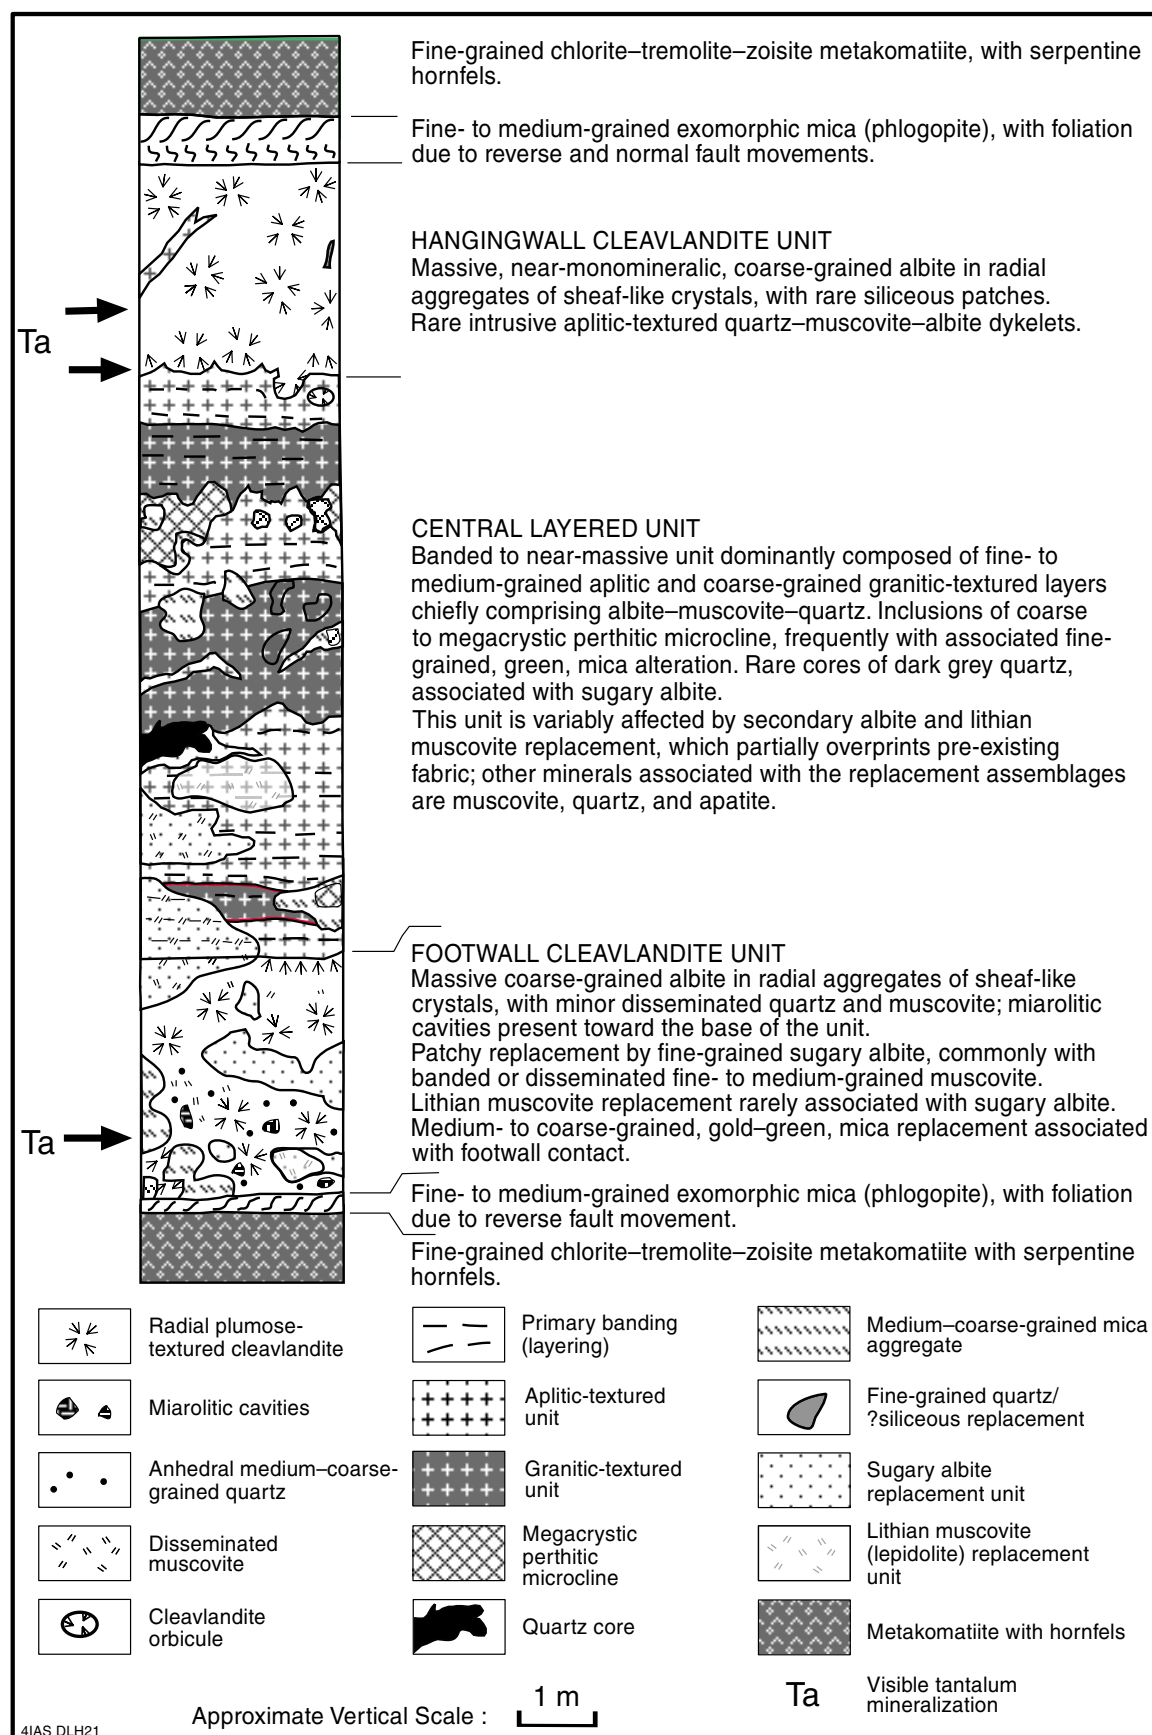 Fine-grained chlorite–tremolite–zoisite metakomatiite, with serpentine
hornfels.
Fine- to medium-grained exomorphic mica (phlogopite), with foliation
due to reverse and normal fault movements.
HANGINGWALL CLEAVLANDITE UNIT
Massive, near-monomineralic, coarse-grained albite in radial
aggregates of sheaf-like crystals, with rare siliceous patches.
Rare intrusive aplitic-textured quartz–muscovite–albite dykelets.
Ta
CENTRAL LAYERED UNIT
Banded to near-massive unit dominantly composed of fine- to
medium-grained aplitic and coarse-grained granitic-textured layers
chiefly comprising albite–muscovite–quartz. Inclusions of coarse
to megacrystic perthitic microcline, frequently with associated fine-
grained, green, mica alteration. Rare cores of dark grey quartz,
associated with sugary albite.
This unit is variably affected by secondary albite and lithian
muscovite replacement, which partially overprints pre-existing
fabric; other minerals associated with the replacement assemblages
are muscovite, quartz, and apatite.
FOOTWALL CLEAVLANDITE UNIT
Massive coarse-grained albite in radial aggregates of sheaf-like
crystals, with minor disseminated quartz and muscovite; miarolitic
cavities present toward the base of the unit.
Patchy replacement by fine-grained sugary albite, commonly with
banded or disseminated fine- to medium-grained muscovite.
Lithian muscovite replacement rarely associated with sugary albite.
Medium- to coarse-grained, gold–green, mica replacement associated
with footwall contact.
Ta
Fine- to medium-grained exomorphic mica (phlogopite), with foliation
due to reverse fault movement.
Fine-grained chlorite–tremolite–zoisite metakomatiite with serpentine
hornfels.
Radial plumose-
textured cleavlandite
Miarolitic cavities
Anhedral medium–coarse-
grained quartz
Disseminated
muscovite
Cleavlandite
orbicule
Primary banding
(layering)
Aplitic-textured
unit
Granitic-textured
unit
Megacrystic
perthitic
microcline
Quartz core
Medium–coarse-grained mica
aggregate
Fine-grained quartz/
?siliceous replacement
Sugary albite
replacement unit
Lithian muscovite
(lepidolite) replacement
unit
Metakomatiite with hornfels
Ta
Visible tantalum
mineralization
Approximate Vertical Scale :
1 m
4IAS DLH21